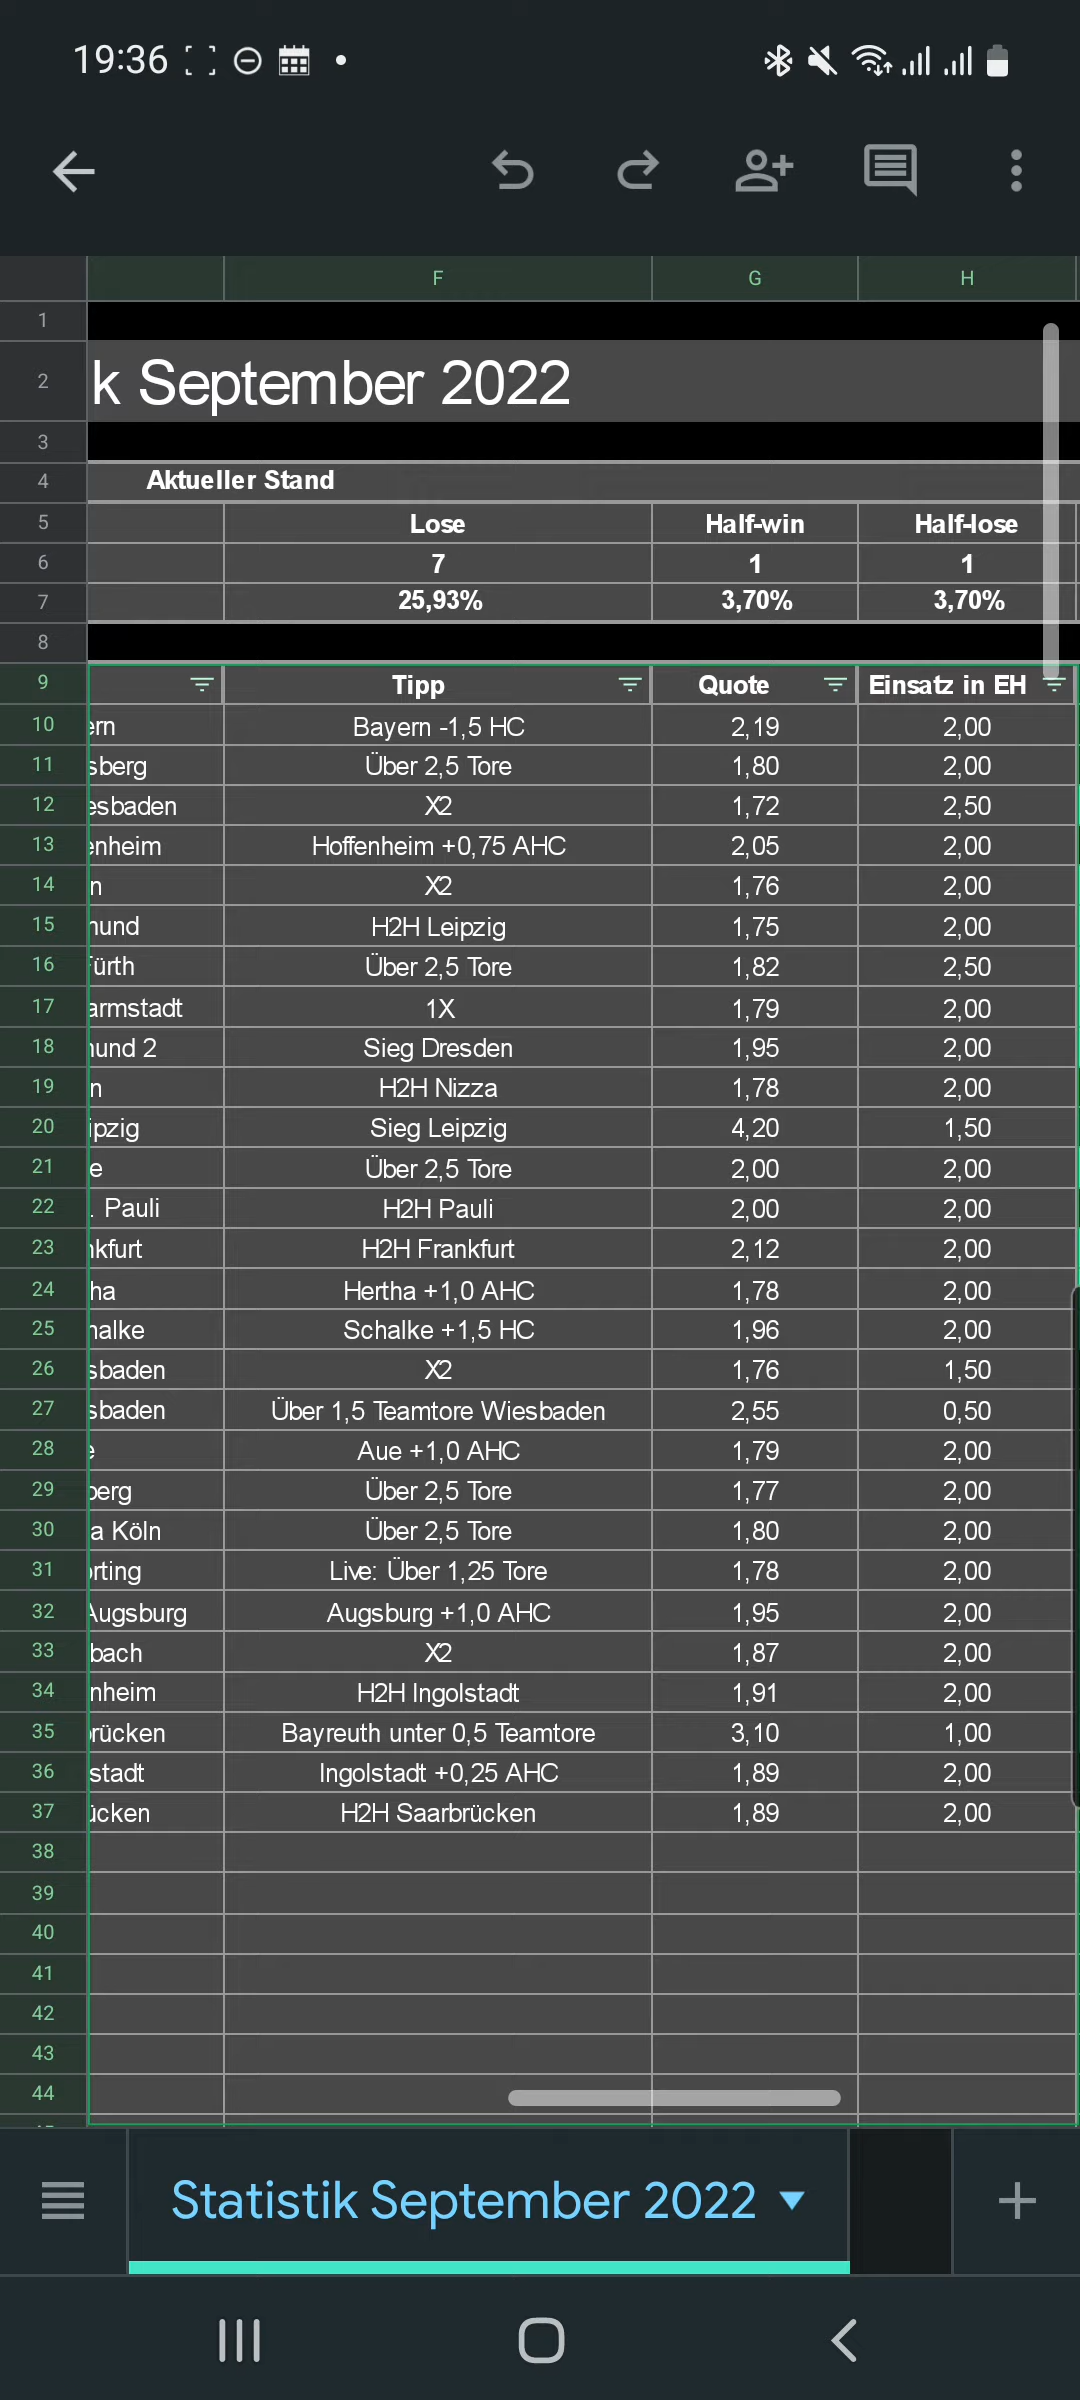 19:36
F G H
1
2 k September 2022
3
4 Aktueller Stand
5 Lose Half-win Half-lose
6 7 1 1
7 25,93% 3,70% 3,70%
8
9 Tipp Quote Einsatz in EH
10 ern Bayern -1,5 HC 2,19 2,00
11 sberg Über 2,5 Tore 1,80 2,00
12 esbaden X2 1,72 2,50
13 enheim Hoffenheim +0,75 AHC 2,05 2,00
14 n X2 1,76 2,00
15 nund H2H Leipzig 1,75 2,00
16 Fürth Über 2,5 Tore 1,82 2,50
17 armstadt 1X 1,79 2,00
18 nund 2 Sieg Dresden 1,95 2,00
19 n H2H Nizza 1,78 2,00
20 ipzig Sieg Leipzig 4,20 1,50
21 e Über 2,5 Tore 2,00 2,00
22 . Pauli H2H Pauli 2,00 2,00
23 nkfurt H2H Frankfurt 2,12 2,00
24 ha Hertha +1,0 AHC 1,78 2,00
25 halke Schalke +1,5 HC 1,96 2,00
26 sbaden X2 1,76 1,50
27 sbaden Über 1,5 Teamtore Wiesbaden 2,55 0,50
28 e Aue +1,0 AHC 1,79 2,00
29 berg Über 2,5 Tore 1,77 2,00
30 a Köln Über 2,5 Tore 1,80 2,00
31 orting Live: Über 1,25 Tore 1,78 2,00
32 Augsburg Augsburg +1,0 AHC 1,95 2,00
33 bach X2 1,87 2,00
34 nheim H2H Ingolstadt 1,91 2,00
35 rücken Bayreuth unter 0,5 Teamtore 3,10 1,00
36 stadt Ingolstadt +0,25 AHC 1,89 2,00
37 ücken H2H Saarbrücken 1,89 2,00
38
39
40
41
42
43
44
Statistik September 2022